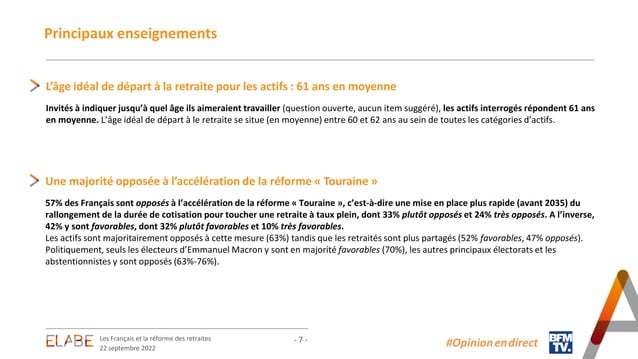 Principaux enseignements
L'âge idéal de départ à la retraite pour les actifs : 61 ans en moyenne
Invités à indiquer jusqu'à quel âge ils aimeraient travailler (question ouverte, aucun item suggéré), les actifs interrogés répondent 61 ans
en moyenne. L'âge idéal de départ à le retraite se situe (en moyenne) entre 60 et 62 ans au sein de toutes les catégories d'actifs.
Une majorité opposée à l'accélération de la réforme « Touraine »
57% des Français sont opposés à l'accélération de la réforme « Touraine », c'est-à-dire une mise en place plus rapide (avant 2035) du
rallongement de la durée de cotisation pour toucher une retraite à taux plein, dont 33% plutôt opposés et 24% très opposés. A l'inverse,
42% y sont favorables, dont 32% plutôt favorables et 10% très favorables.
Les actifs sont majoritairement opposés à cette mesure (63%) tandis que les retraités sont plus partagés (52% favorables, 47% opposés).
Politiquement, seuls les électeurs d'Emmanuel Macron y sont en majorité favorables (70%), les autres principaux électorats et les
abstentionnistes y sont opposés (63%-76%).
ELABE
Les Français et la réforme des retraites
22 septembre 2022
- 7 -
#Opinionendirect
BFM
TV.